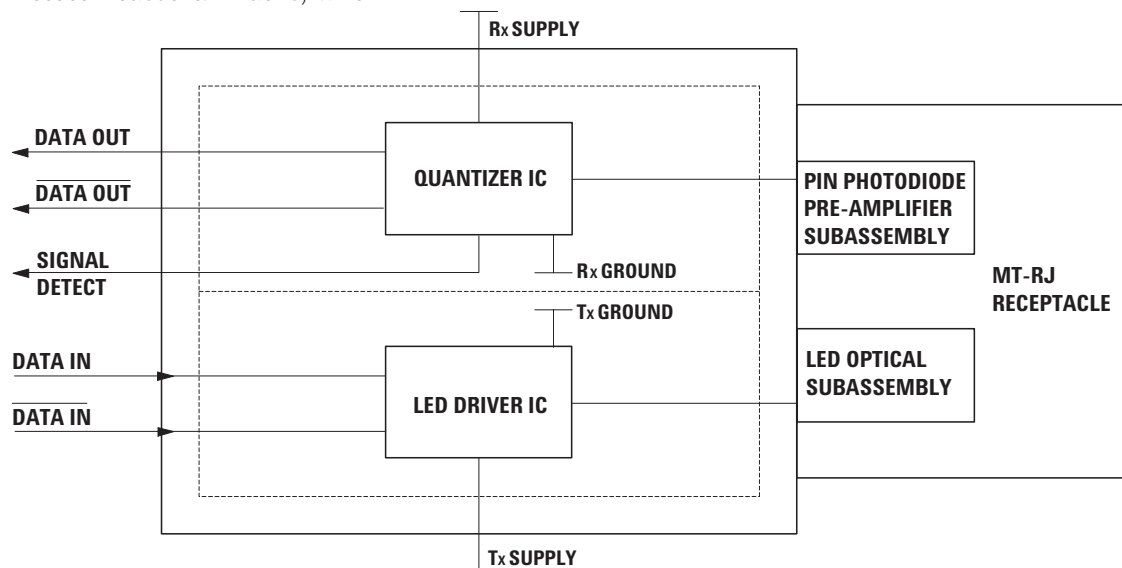 Rx SUPPLY
DATA OUT
DATA OUT
SIGNAL
DETECT
QUANTIZER IC
Rx GROUND
Tx GROUND
PIN PHOTODIODE
PRE-AMPLIFIER
SUBASSEMBLY
MT-RJ
RECEPTACLE
DATA IN
DATA IN
LED DRIVER IC
LED OPTICAL
SUBASSEMBLY
Tx SUPPLY